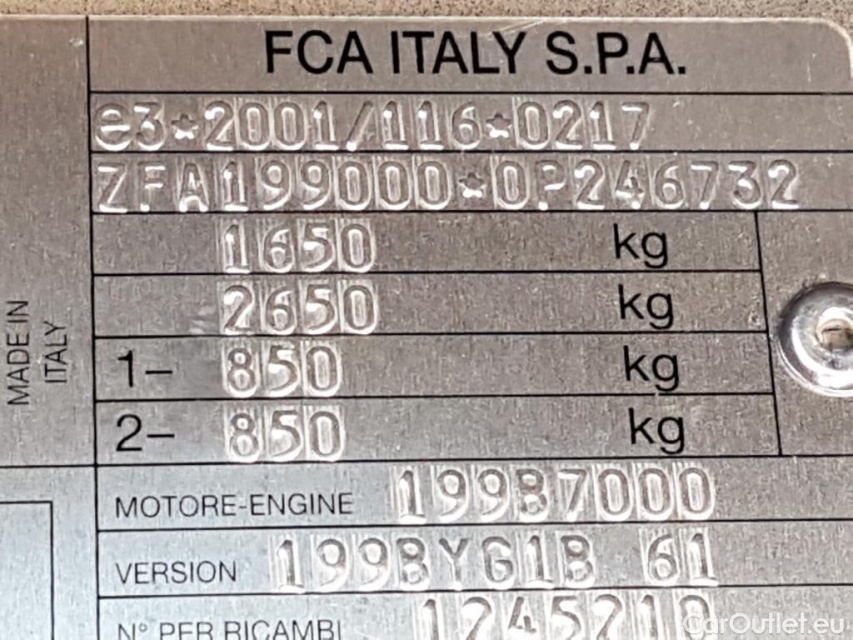 FCA ITALY S.P.A.
e3*2001/116*0217
ZFA199000*0P246732
1650 kg
2650 kg
1- 850 kg
2- 850 kg
MADE IN
ITALY
MOTORE-ENGINE 199B7000
VERSION 199BYG1B 61
N° PER RICAMBI
CarOutlet.eu